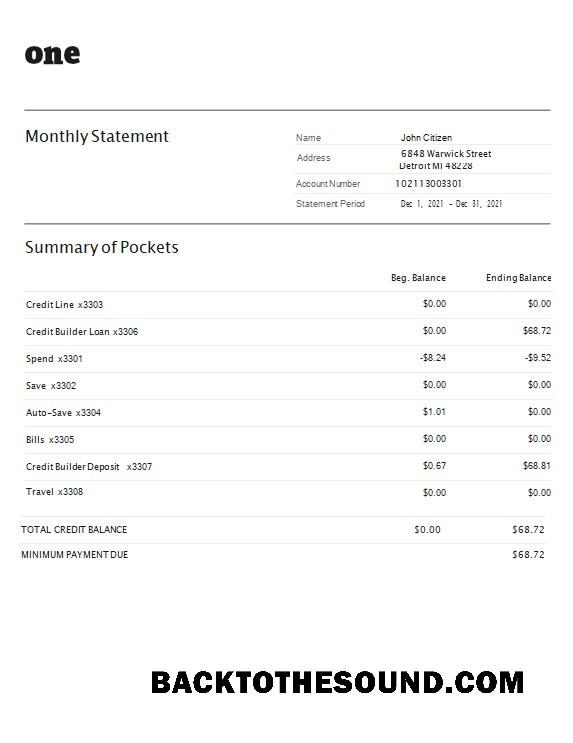 one
Monthly Statement
Name John Citizen
Address 6848 Warwick Street
Detroit MI 48228
Account Number 102113003301
Statement Period Dec 1, 2021 - Dec 31, 2021
Summary of Pockets
Beg. Balance Ending Balance
Credit Line x3303 $0.00 $0.00
Credit Builder Loan x3306 $0.00 $68.72
Spend x3301 -$8.24 -$9.52
Save x3302 $0.00 $0.00
Auto-Save x3304 $1.01 $0.00
Bills x3305 $0.00 $0.00
Credit Builder Deposit x3307 $0.67 $68.81
Travel x3308 $0.00 $0.00
TOTAL CREDIT BALANCE $0.00 $68.72
MINIMUM PAYMENT DUE $68.72
BACKTOTHESOUND.COM